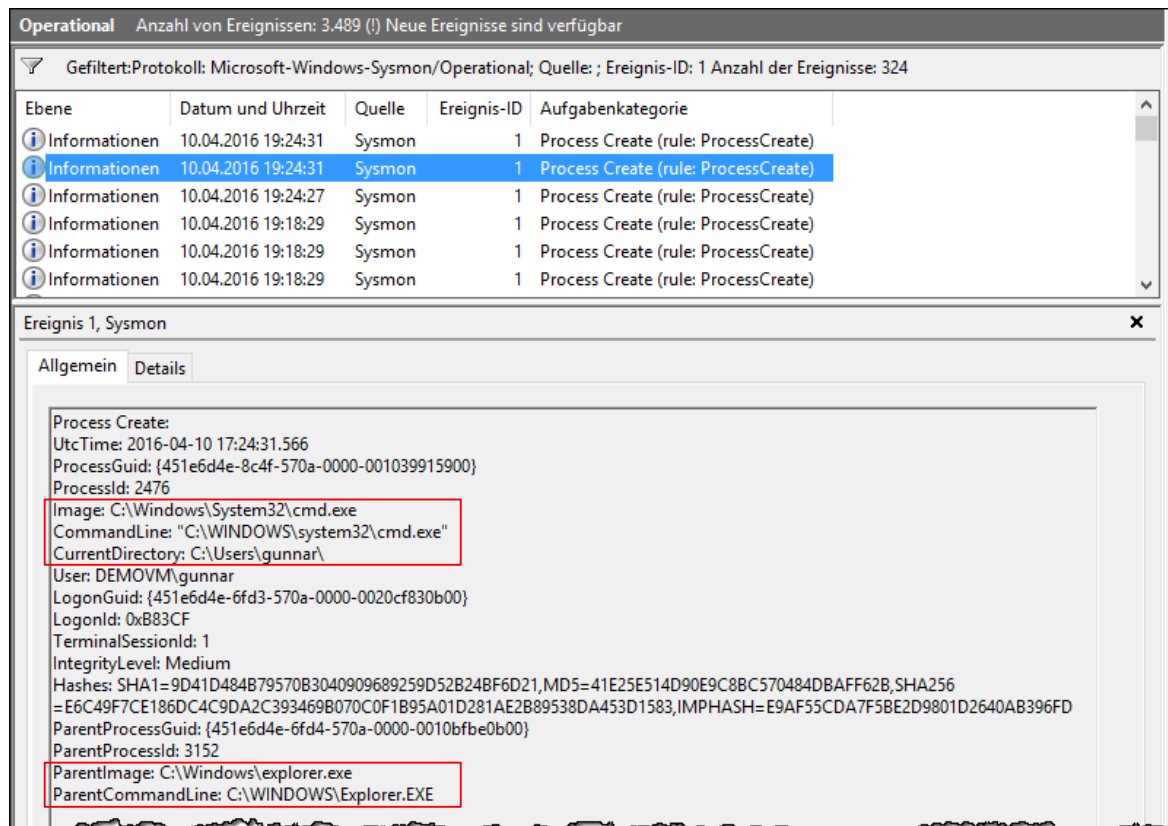 Operational Anzahl von Ereignissen: 3.489 (!) Neue Ereignisse sind verfügbar
Gefiltert:Protokoll: Microsoft-Windows-Sysmon/Operational; Quelle: ; Ereignis-ID: 1 Anzahl der Ereignisse: 324
Ebene Datum und Uhrzeit Quelle Ereignis-ID Aufgabenkategorie
Informationen 10.04.2016 19:24:31 Sysmon 1 Process Create (rule: ProcessCreate)
Informationen 10.04.2016 19:24:31 Sysmon 1 Process Create (rule: ProcessCreate)
Informationen 10.04.2016 19:24:27 Sysmon 1 Process Create (rule: ProcessCreate)
Informationen 10.04.2016 19:18:29 Sysmon 1 Process Create (rule: ProcessCreate)
Informationen 10.04.2016 19:18:29 Sysmon 1 Process Create (rule: ProcessCreate)
Informationen 10.04.2016 19:18:29 Sysmon 1 Process Create (rule: ProcessCreate)
Ereignis 1, Sysmon
Allgemein Details
Process Create:
UtcTime: 2016-04-10 17:24:31.566
ProcessGuid: {451e6d4e-8c4f-570a-0000-001039915900}
ProcessId: 2476
Image: C:\Windows\System32\cmd.exe
CommandLine: "C:\WINDOWS\system32\cmd.exe"
CurrentDirectory: C:\Users\gunnar\
User: DEMOVM\gunnar
LogonGuid: {451e6d4e-6fd3-570a-0000-0020cf830b00}
LogonId: 0xB83CF
TerminalSessionId: 1
IntegrityLevel: Medium
Hashes: SHA1=9D41D484B79570B3040909689259D52B24BF6D21,MD5=41E25E514D90E9C8BC570484DBAFF62B,SHA256
=E6C49F7CE186DC4C9DA2C393469B070C0F1B95A01D281AE2B89538DA453D1583,IMPHASH=E9AF55CDA7F5BE2D9801D2640AB396FD
ParentProcessGuid: {451e6d4e-6fd4-570a-0000-0010bfbe0b00}
ParentProcessId: 3152
ParentImage: C:\Windows\explorer.exe
ParentCommandLine: C:\WINDOWS\Explorer.EXE